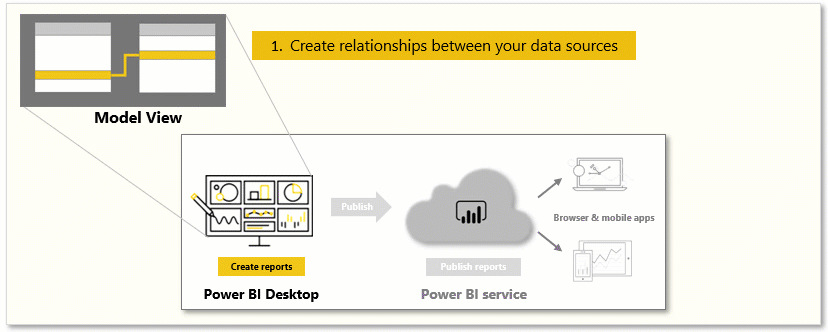 1. Create relationships between your data sources
Model View
Publish
Browser & mobile apps
Create reports
Publish reports
Power BI Desktop
Power BI service